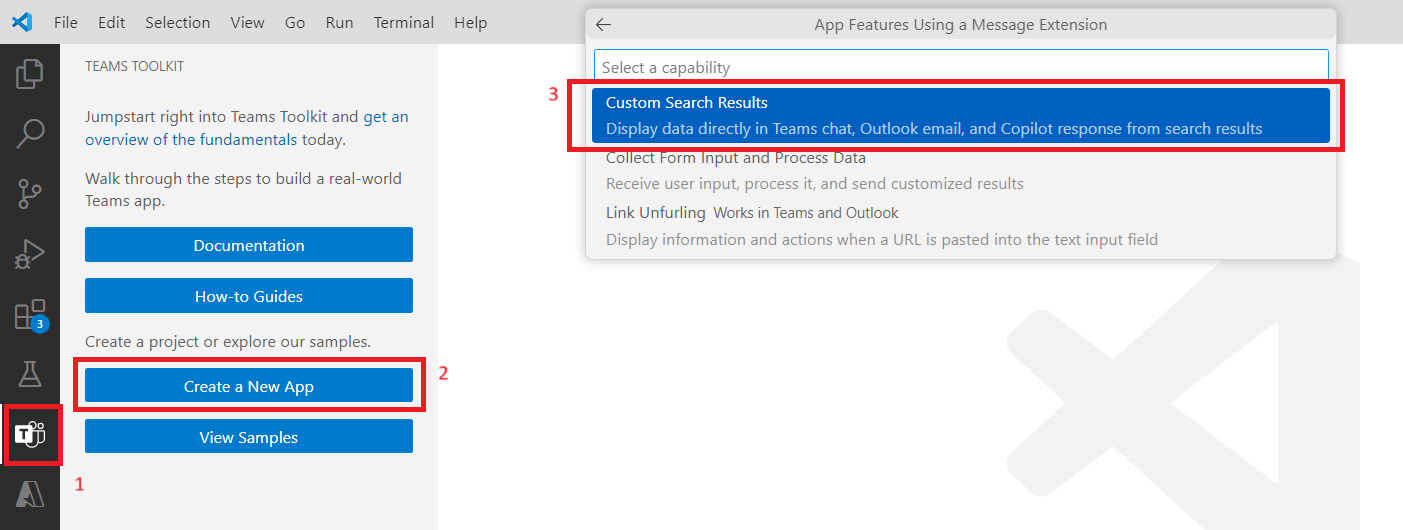 File Edit Selection View Go Run Terminal Help
TEAMS TOOLKIT
Jumpstart right into Teams Toolkit and get an
overview of the fundamentals today.
Walk through the steps to build a real-world
Teams app.
Documentation
How-to Guides
3
Create a project or explore our samples.
Create a New App
2
View Samples
T
1
App Features Using a Message Extension
Select a capability
3
Custom Search Results
Display data directly in Teams chat, Outlook email, and Copilot response from search results
Collect Form Input and Process Data
Receive user input, process it, and send customized results
Link Unfurling Works in Teams and Outlook
Display information and actions when a URL is pasted into the text input field